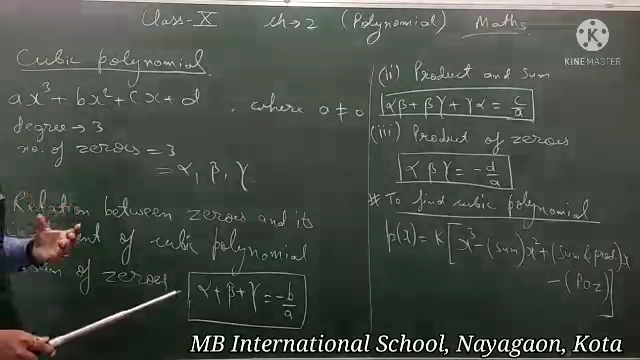 Class-X ch→2 (Polynomial) Maths
KINEMASTER
Cubic polynomial
ax³ + bx² + cx + d , where a ≠ 0
degree → 3
no. of zeroes = 3
= α, β, γ
Relation between zeroes and its
of cubic polynomial
of zeroes α + β + γ = -b/a
(ii) Product and Sum
αβ + βγ + γα = c/a
(iii) Product of zeroes
α β γ = -d/a
* To find cubic polynomial
p(x) = K [x³ - (Sum)x² + (Sum & prod)x
- (POZ)]
MB International School, Nayagaon, Kota